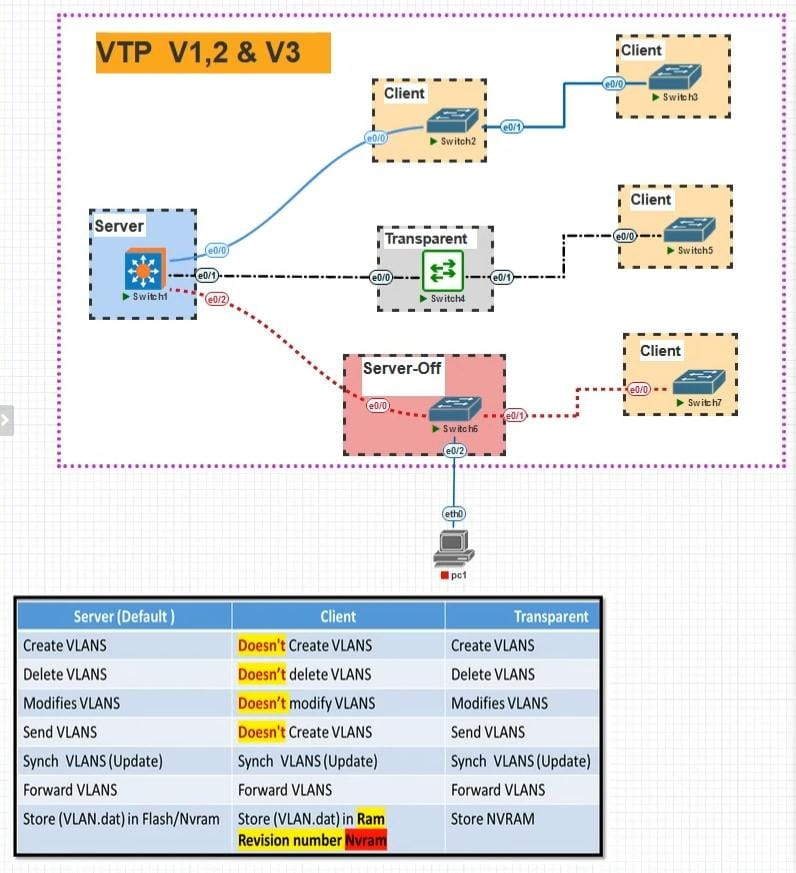 VTP V1,2 & V3
Client
e0/0
Switch3
Client
e0/0
Switch2
e0/1
Server
e0/0
e0/1
e0/2
Switch1
Transparent
e0/0
e0/1
Switch4
Client
e0/0
Switch5
Server-Off
e0/0
e0/1
Switch6
e0/2
Client
e0/0
Switch7
eth0
pc1
Server (Default ) Client Transparent
Create VLANS Doesn't Create VLANS Create VLANS
Delete VLANS Doesn't delete VLANS Delete VLANS
Modifies VLANS Doesn't modify VLANS Modifies VLANS
Send VLANS Doesn't Create VLANS Send VLANS
Synch VLANS (Update) Synch VLANS (Update) Synch VLANS (Update)
Forward VLANS Forward VLANS Forward VLANS
Store (VLAN.dat) in Flash/Nvram Store (VLAN.dat) in Ram Store NVRAM
Revision number Nvram